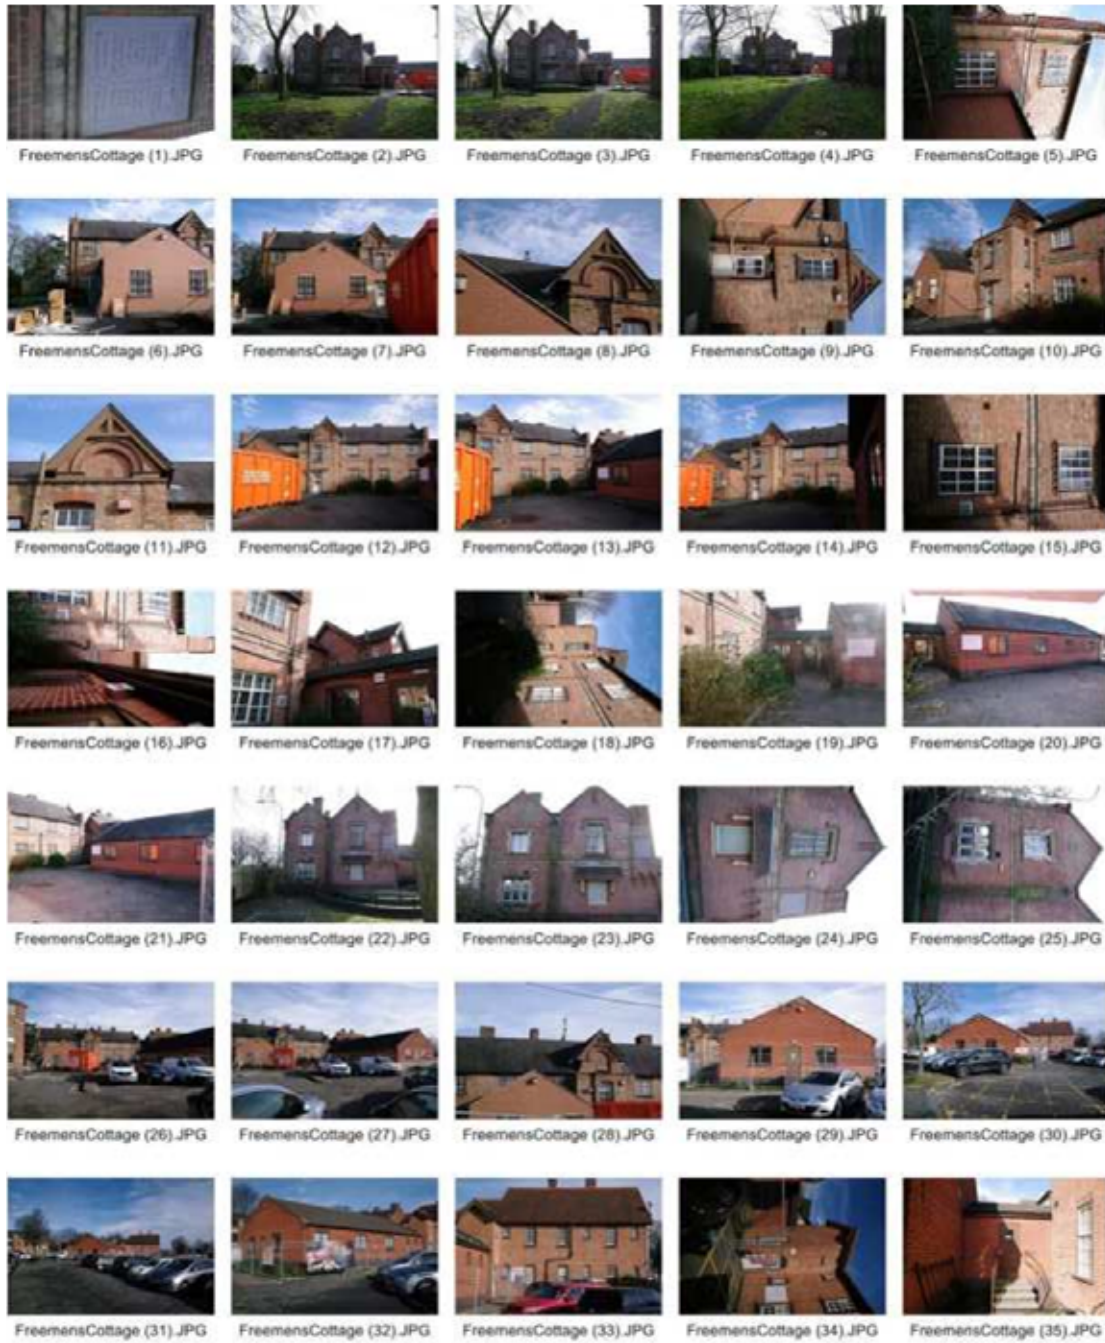 FreemensCottage (1).JPG FreemensCottage (2).JPG FreemensCottage (3).JPG FreemensCottage (4).JPG FreemensCottage (5).JPG
FreemensCottage (6).JPG FreemensCottage (7).JPG FreemensCottage (8).JPG FreemensCottage (9).JPG FreemensCottage (10).JPG
FreemensCottage (11).JPG FreemensCottage (12).JPG FreemensCottage (13).JPG FreemensCottage (14).JPG FreemensCottage (15).JPG
FreemensCottage (16).JPG FreemensCottage (17).JPG FreemensCottage (18).JPG FreemensCottage (19).JPG FreemensCottage (20).JPG
FreemensCottage (21).JPG FreemensCottage (22).JPG FreemensCottage (23).JPG FreemensCottage (24).JPG FreemensCottage (25).JPG
FreemensCottage (26).JPG FreemensCottage (27).JPG FreemensCottage (28).JPG FreemensCottage (29).JPG FreemensCottage (30).JPG
FreemensCottage (31).JPG FreemensCottage (32).JPG FreemensCottage (33).JPG FreemensCottage (34).JPG FreemensCottage (35).JPG